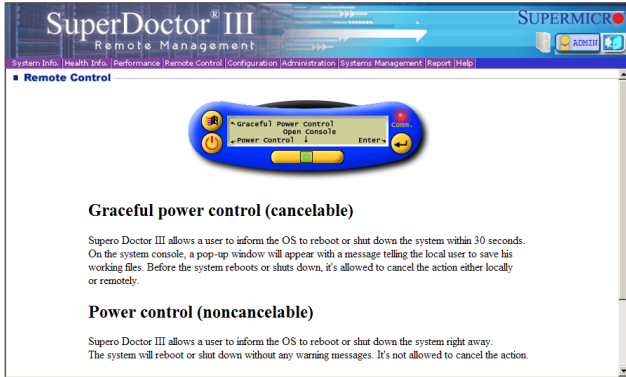 SuperDoctor® III
Remote Management
SUPERMICRO
ADMIN
System Info. |Health Info. |Performance |Remote Control |Configuration |Administration |Systems Management |Report |Help|
Remote Control
Graceful Power Control
Open Console
Power Control ↓ Enter
Comm.
Graceful power control (cancelable)
Supero Doctor III allows a user to inform the OS to reboot or shut down the system within 30 seconds.
On the system console, a pop-up window will appear with a message telling the local user to save his
working files. Before the system reboots or shuts down, it's allowed to cancel the action either locally
or remotely.
Power control (noncancelable)
Supero Doctor III allows a user to inform the OS to reboot or shut down the system right away.
The system will reboot or shut down without any warning messages. It's not allowed to cancel the action.